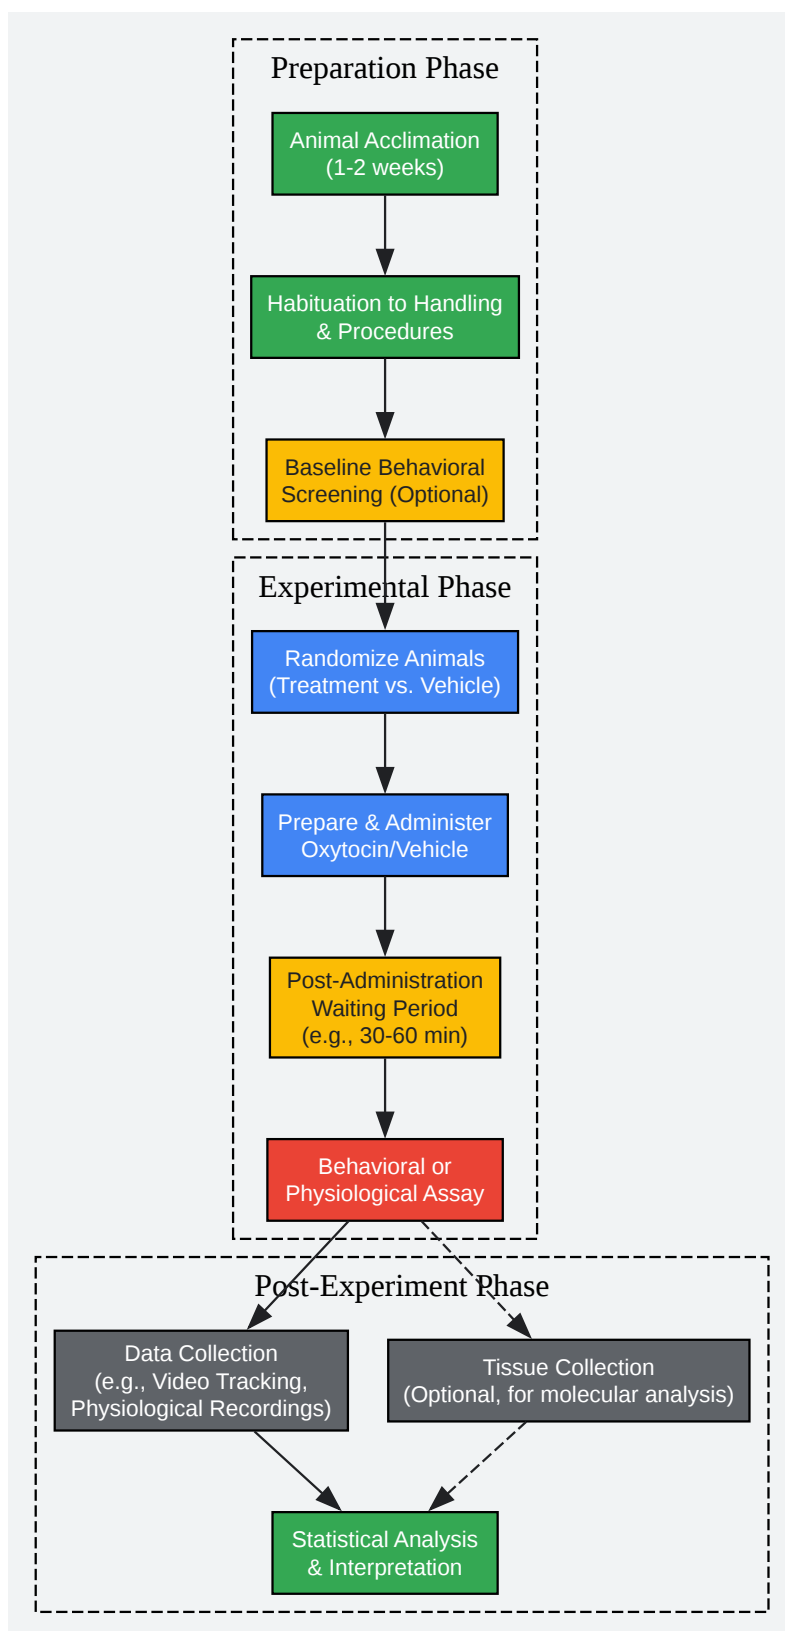 Preparation Phase
Animal Acclimation
(1-2 weeks)
Habituation to Handling
& Procedures
Baseline Behavioral
Screening (Optional)
Experimental Phase
Randomize Animals
(Treatment vs. Vehicle)
Prepare & Administer
Oxytocin/Vehicle
Post-Administration
Waiting Period
(e.g., 30-60 min)
Behavioral or
Physiological Assay
Post-Experiment Phase
Data Collection
(e.g., Video Tracking,
Physiological Recordings)
Tissue Collection
(Optional, for molecular analysis)
Statistical Analysis
& Interpretation